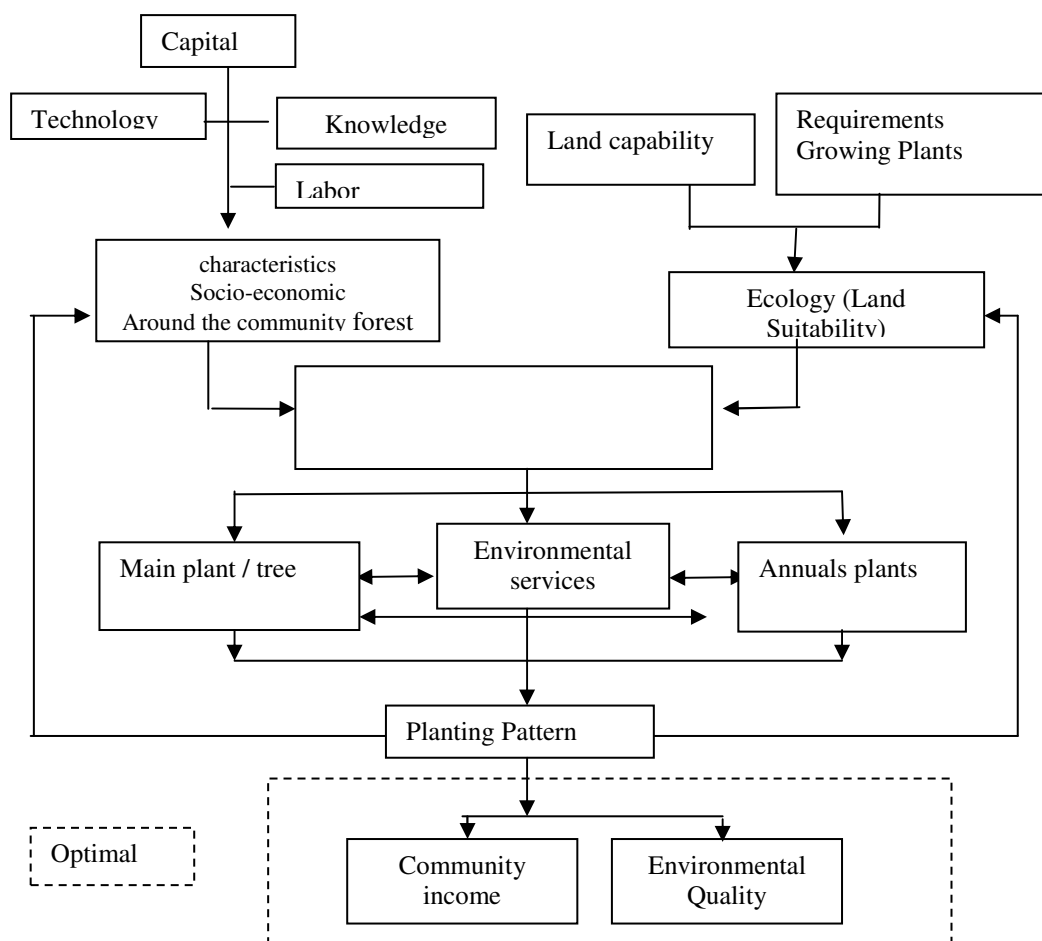 Capital
Technology
Knowledge
Labor
Land capability
Requirements
Growing Plants
characteristics
Socio-economic
Around the community forest
Ecology (Land
Suitability)
Main plant / tree
Environmental
services
Annuals plants
Planting Pattern
Optimal
Community
income
Environmental
Quality